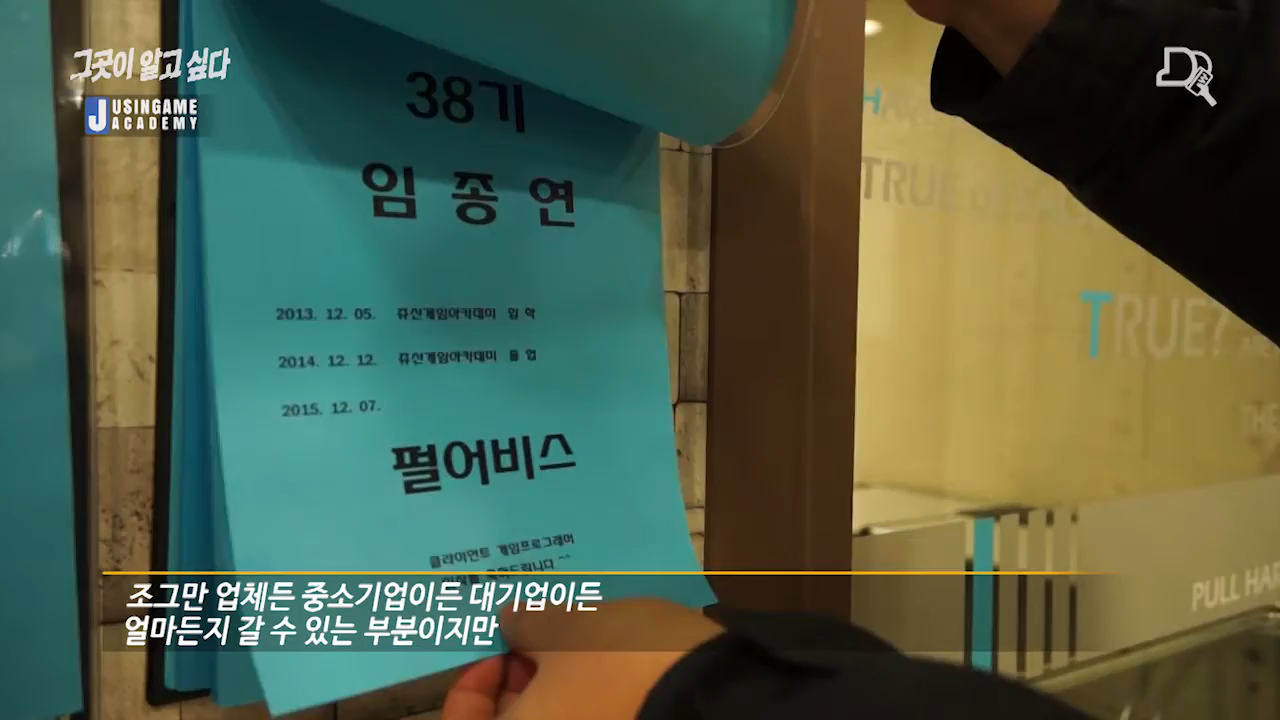 그곳이 알고 싶다
JUSINGAME
ACADEMY
38기
임 종 연
2013. 12. 05. 쥬신게임아카데미 입 학
2014. 12. 12. 쥬신게임아카데미 졸 업
2015. 12. 07.
펄어비스
클라이언트 게임프로그래머
TRUE
TRUE?
THE
PULL HAR
조그만 업체든 중소기업이든 대기업이든
얼마든지 갈 수 있는 부분이지만